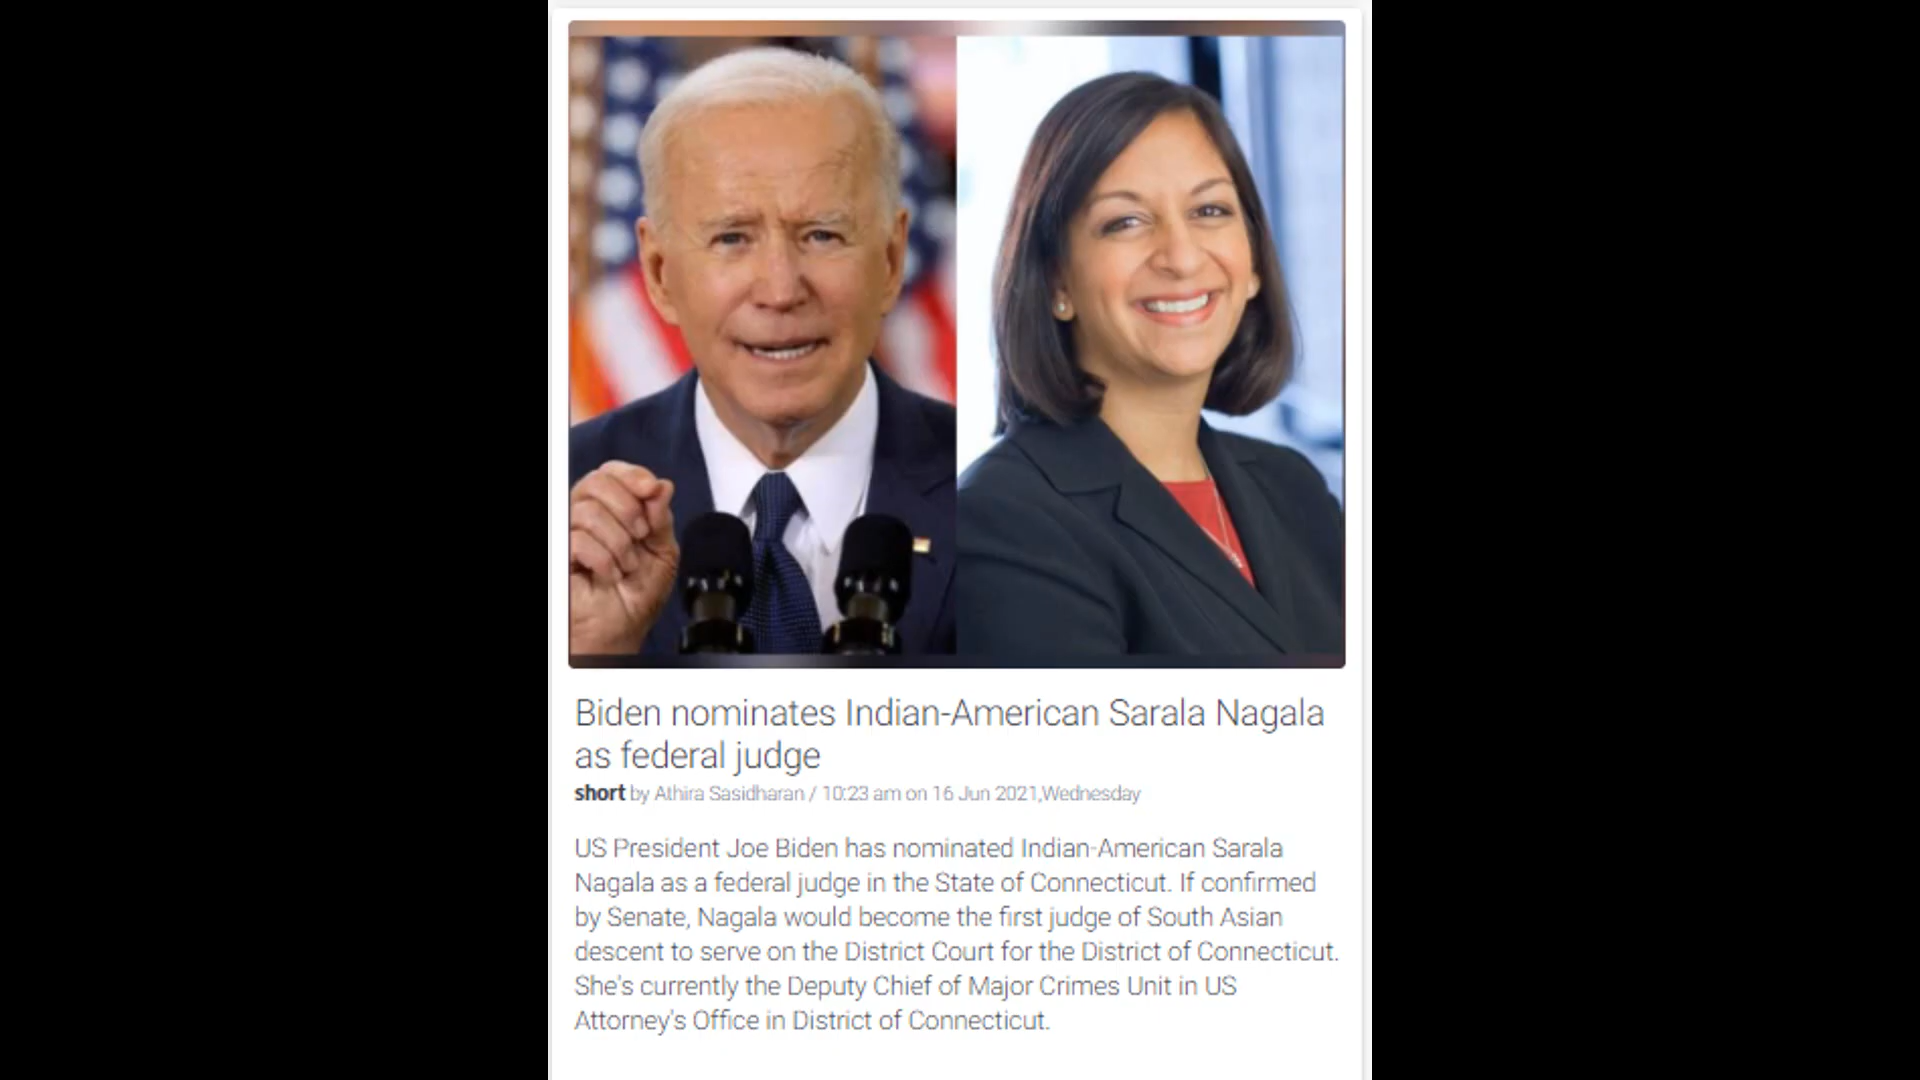 Biden nominates Indian-American Sarala Nagala
as federal judge
short by Athira Sasidharan / 10:23 am on 16 Jun 2021,Wednesday
US President Joe Biden has nominated Indian-American Sarala
Nagala as a federal judge in the State of Connecticut. If confirmed
by Senate, Nagala would become the first judge of South Asian
descent to serve on the District Court for the District of Connecticut.
She's currently the Deputy Chief of Major Crimes Unit in US
Attorney's Office in District of Connecticut.